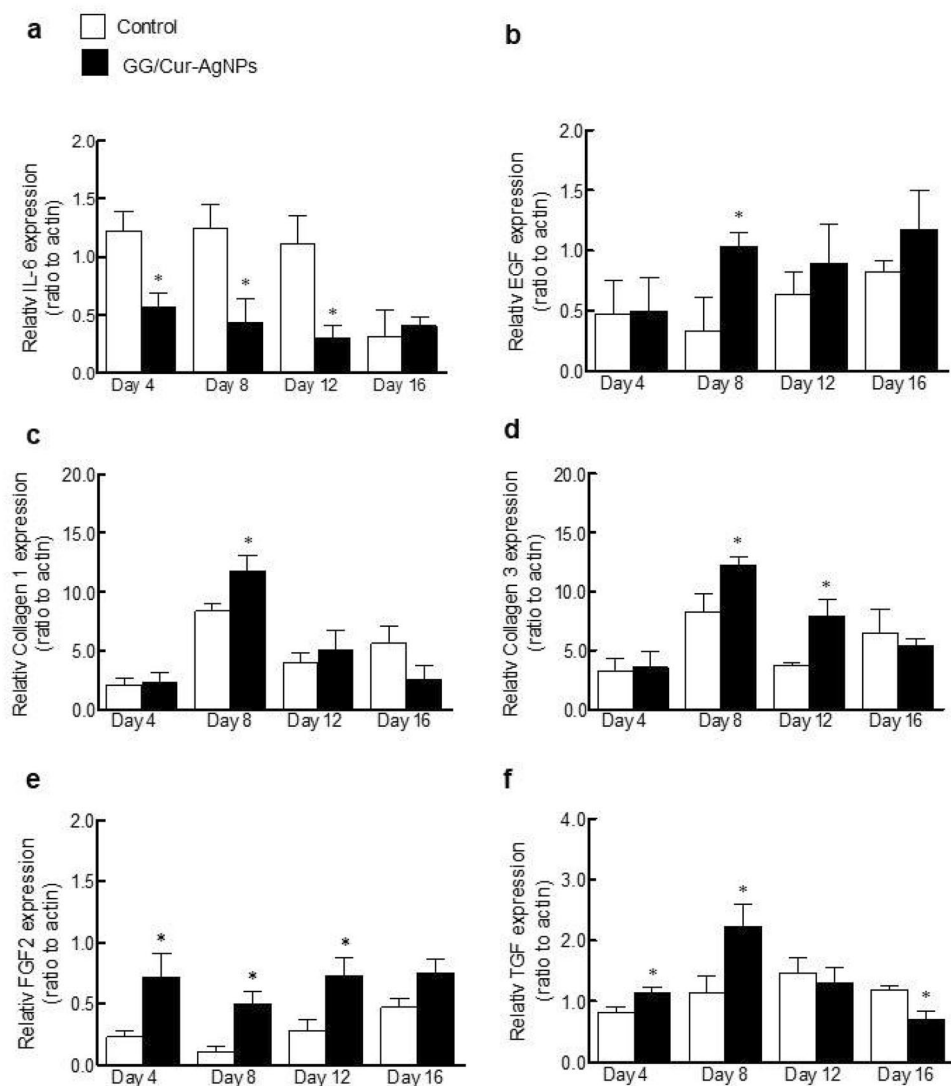 a
Control
GG/Cur-AgNPs
b
Relativ IL-6 expression
(ratio to actin)
2.0
1.5
1.0
0.5
0.0
*
*
*
Day 4 Day 8 Day 12 Day 16
Relativ EGF expression
(ratio to actin)
2.0
1.5
1.0
0.5
0.0
*
Day 4 Day 8 Day 12 Day 16
c
Relativ Collagen 1 expression
(ratio to actin)
20.0
15.0
10.0
5.0
0.0
*
Day 4 Day 8 Day 12 Day 16
d
Relativ Collagen 3 expression
(ratio to actin)
20.0
15.0
10.0
5.0
0.0
*
*
Day 4 Day 8 Day 12 Day 16
e
Relativ FGF2 expression
(ratio to actin)
2.0
1.5
1.0
0.5
0.0
*
*
*
Day 4 Day 8 Day 12 Day 16
f
Relativ TGF expression
(ratio to actin)
4.0
3.0
2.0
1.0
0.0
*
*
*
Day 4 Day 8 Day 12 Day 16